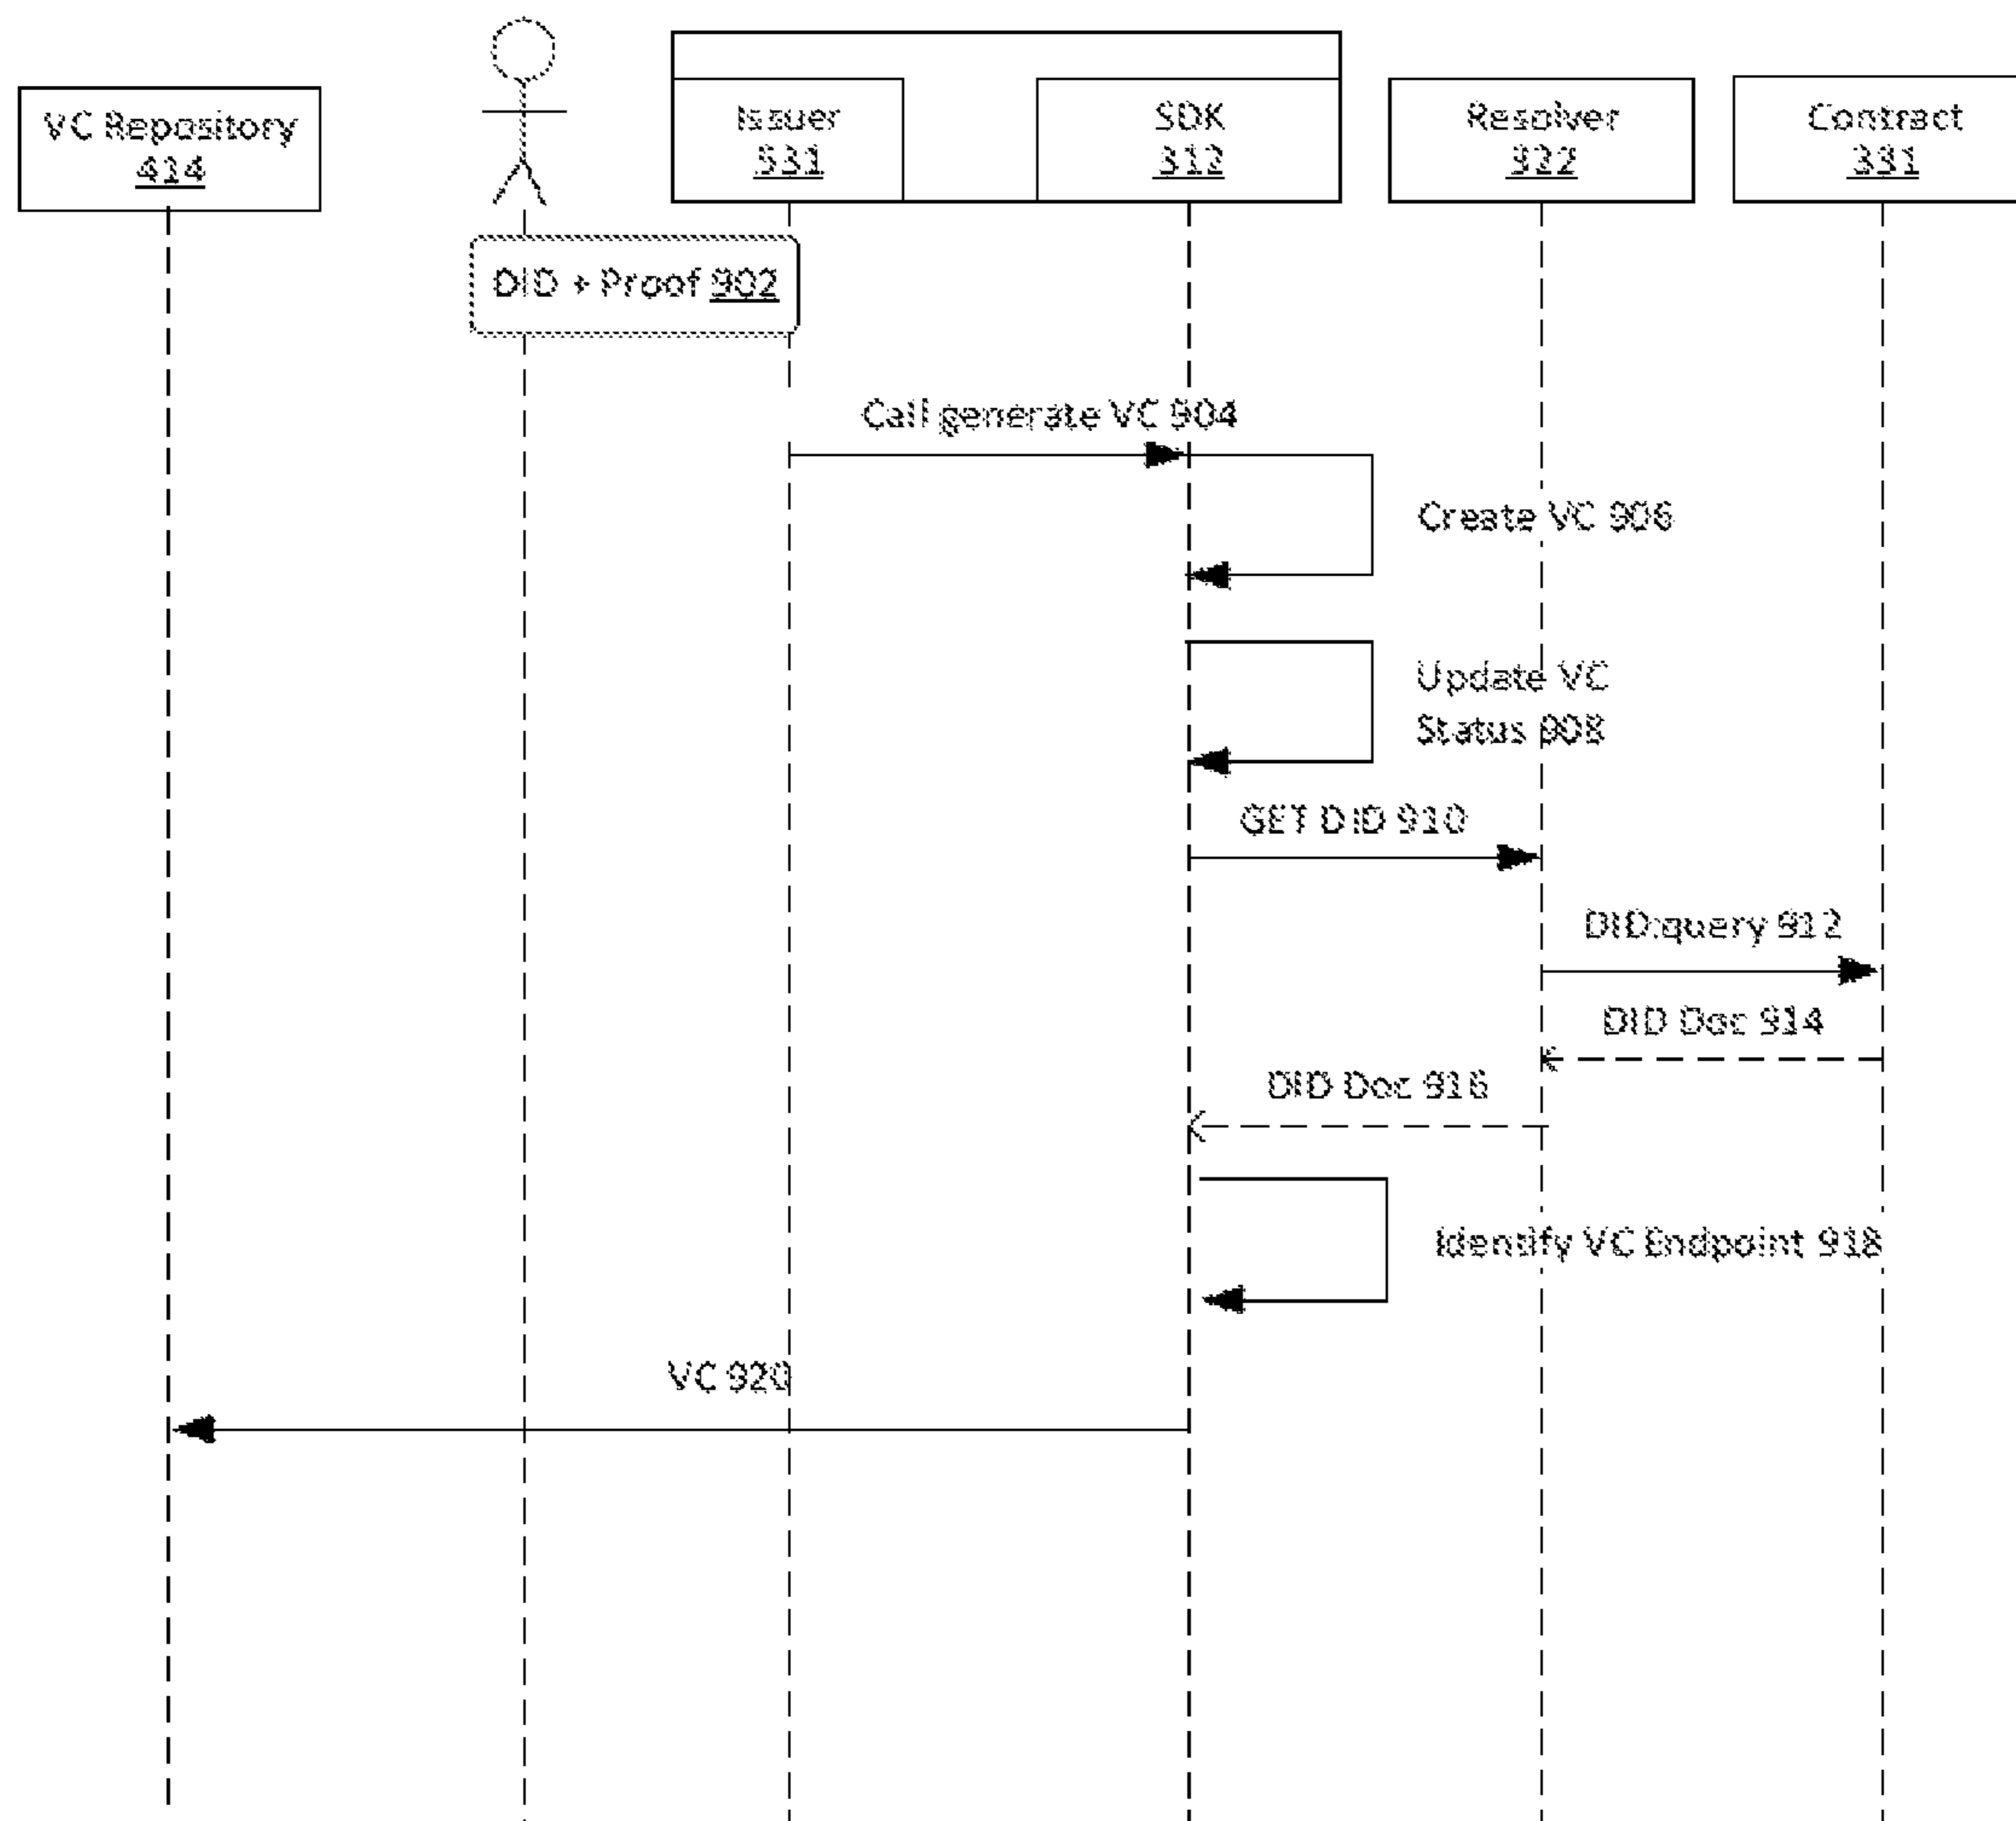 VC Repository
414
Issuer
531
SDK
312
Resolver
322
Contract
331
DID + Proof 902
Call generate VC 904
Create VC 906
Update VC
Status 908
GET DID 910
DID:query 912
DID Doc 914
DID Doc 916
Identify VC Endpoint 918
VC 920